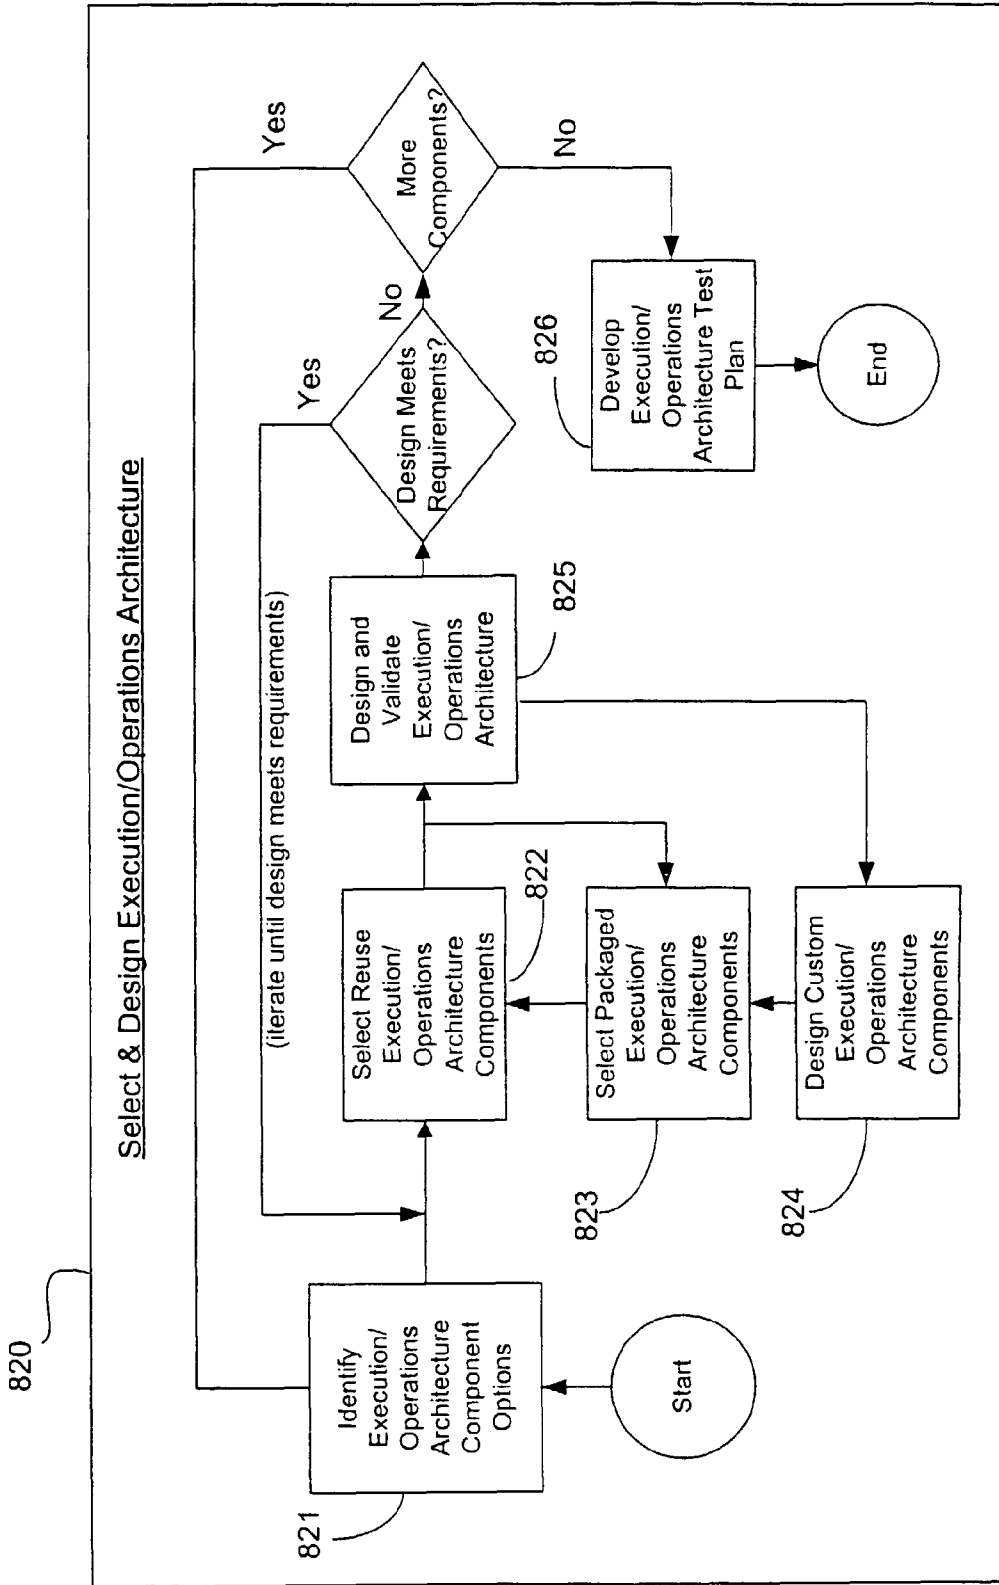 820
Select & Design Execution/Operations Architecture
Yes
(iterate until design meets requirements)
Yes
821
Identify
Execution/
Operations
Architecture
Component
Options
Start
Select Reuse
Execution/
Operations
Architecture
Components
822
Select Packaged
Execution/
Operations
Architecture
Components
823
Design Custom
Execution/
Operations
Architecture
Components
824
Design and
Validate
Execution/
Operations
Architecture
825
Design Meets
Requirements?
No
More
Components?
No
826
Develop
Execution/
Operations
Architecture Test
Plan
End